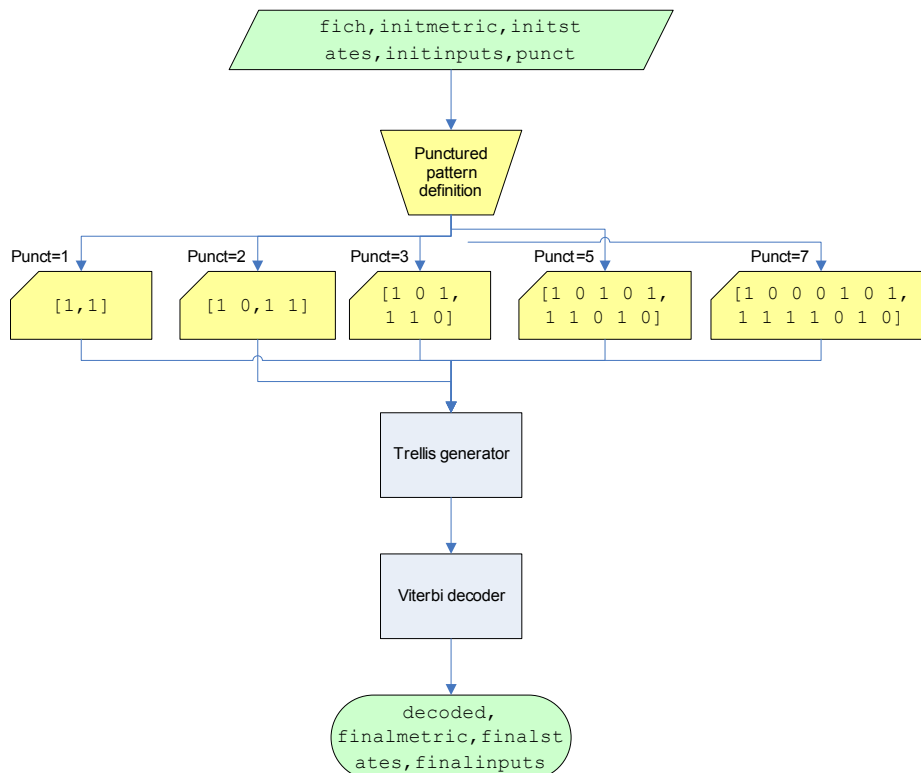 fich,initmetric,initst
ates,initinputs,punct
Punctured
pattern
definition
Punct=1
Punct=2
Punct=3
Punct=5
Punct=7
[1,1]
[1 0,1 1]
[1 0 1,
1 1 0]
[1 0 1 0 1,
1 1 0 1 0]
[1 0 0 0 1 0 1,
1 1 1 1 0 1 0]
Trellis generator
Viterbi decoder
decoded,
finalmetric,finalst
ates,finalinputs